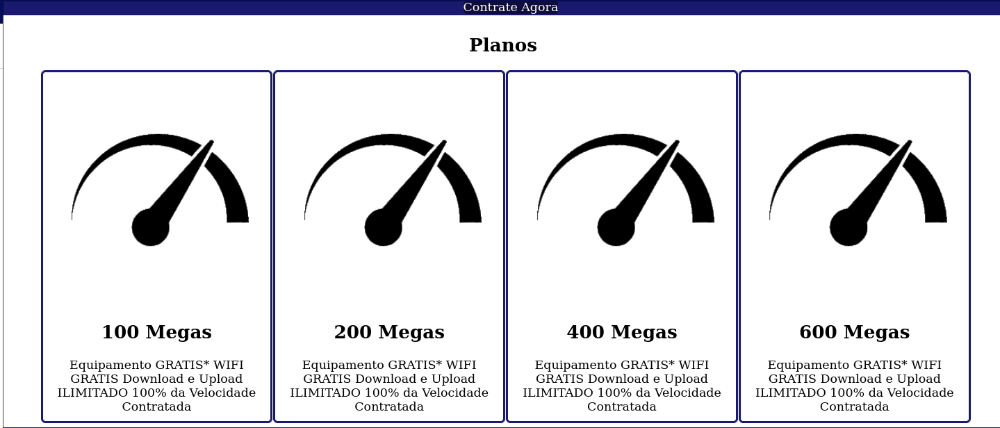 Contrate Agora
Planos
100 Megas
Equipamento GRATIS* WIFI
GRATIS Download e Upload
ILIMITADO 100% da Velocidade
Contratada
200 Megas
Equipamento GRATIS* WIFI
GRATIS Download e Upload
ILIMITADO 100% da Velocidade
Contratada
400 Megas
Equipamento GRATIS* WIFI
GRATIS Download e Upload
ILIMITADO 100% da Velocidade
Contratada
600 Megas
Equipamento GRATIS* WIFI
GRATIS Download e Upload
ILIMITADO 100% da Velocidade
Contratada